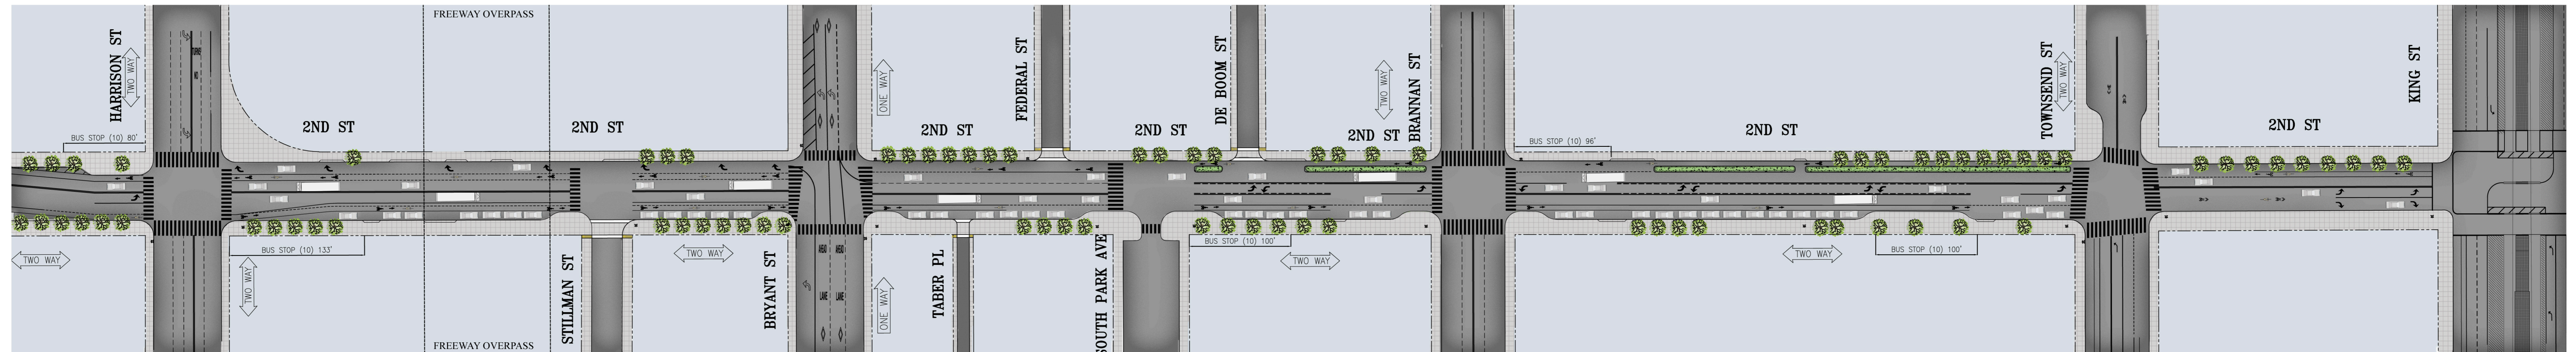 FREEWAY OVERPASS
HARRISON ST
TWO WAY
BUS STOP (10) 80'
2ND ST
2ND ST
ONE WAY
2ND ST
FEDERAL ST
2ND ST
DE BOOM ST
TWO WAY
2ND ST
BRANNAN ST
BUS STOP (10) 96'
2ND ST
TOWNSEND ST
TWO WAY
2ND ST
KING ST
TWO WAY
TWO WAY
BUS STOP (10) 133'
FREEWAY OVERPASS
STILLMAN ST
TWO WAY
BRYANT ST
AHEAD AHEAD
LANE LANE
ONE WAY
TABER PL
SOUTH PARK AVE
BUS STOP (10) 100'
TWO WAY
TWO WAY
BUS STOP (10) 100'